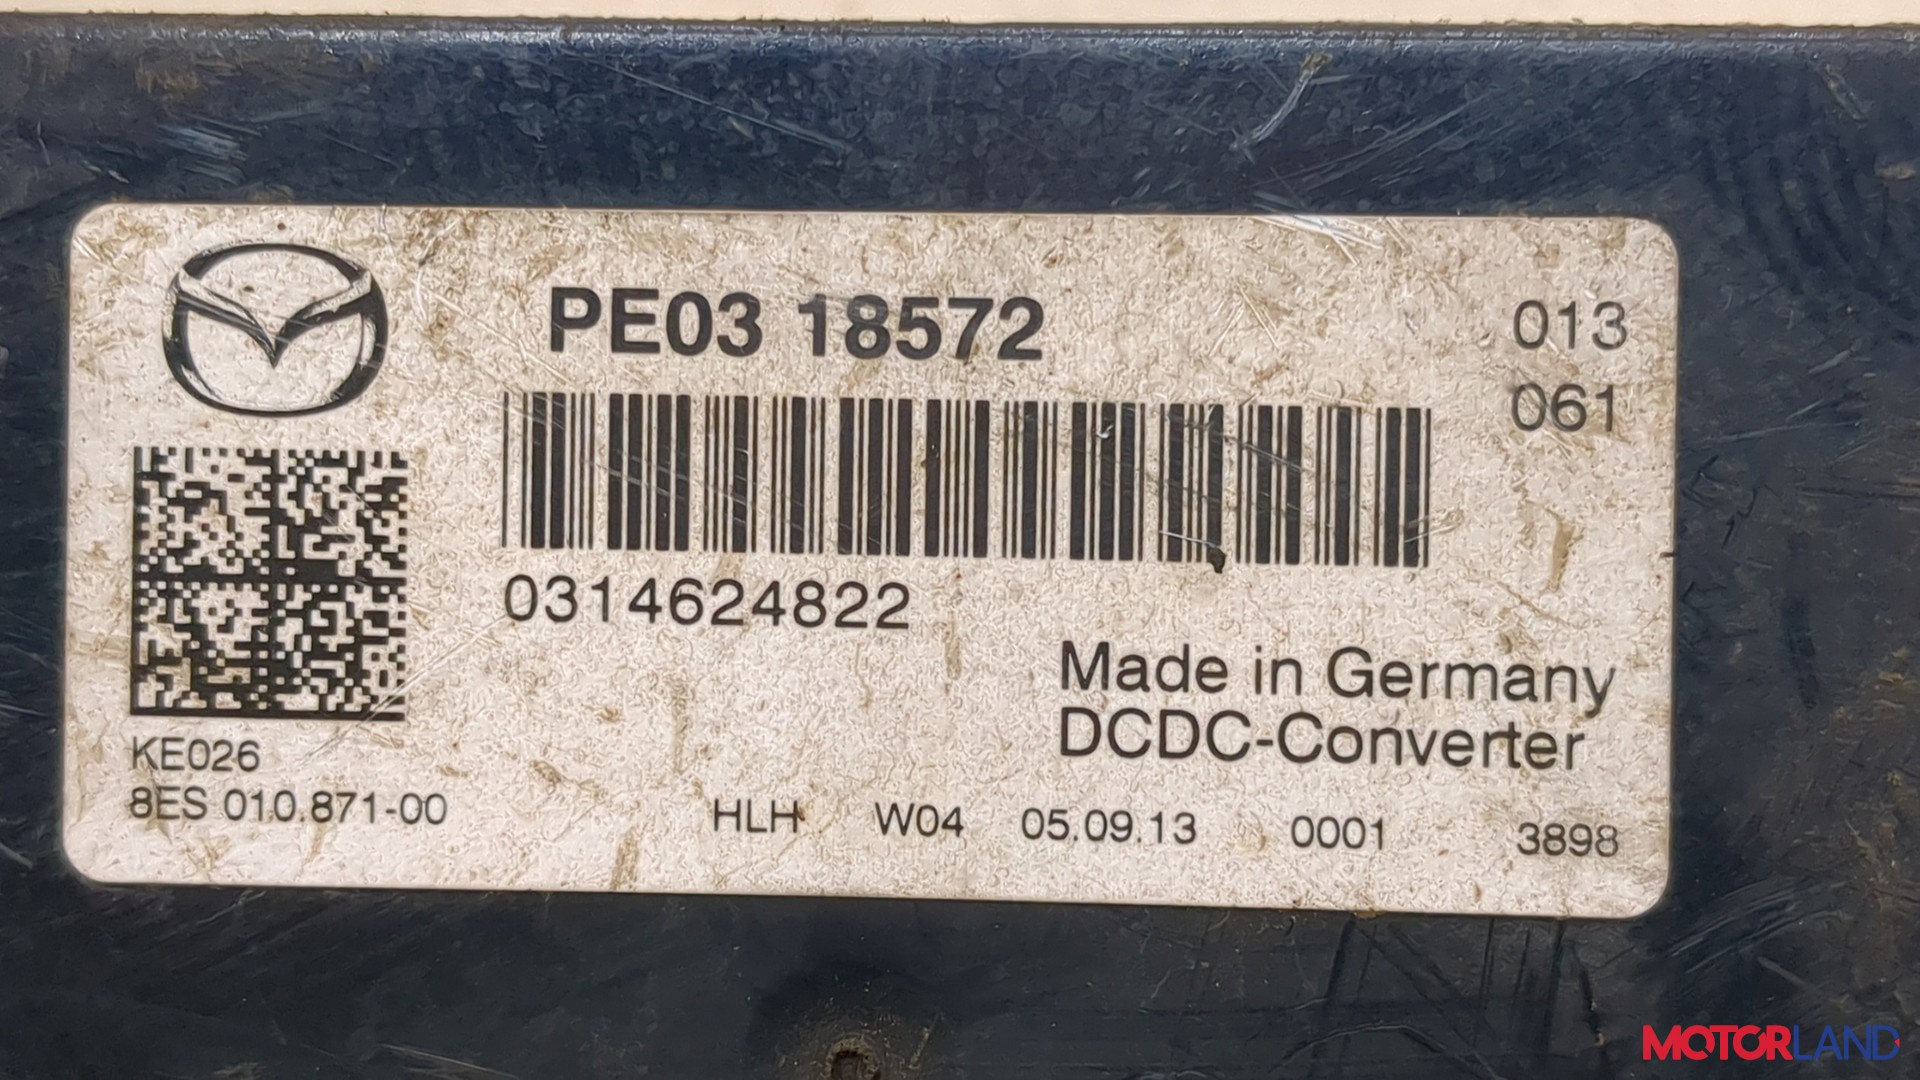 PE03 18572
013
061
0314624822
Made in Germany
DCDC-Converter
KE026
8ES 010.871-00 HLH W04 05.09.13 0001 3898
MOTORLAND